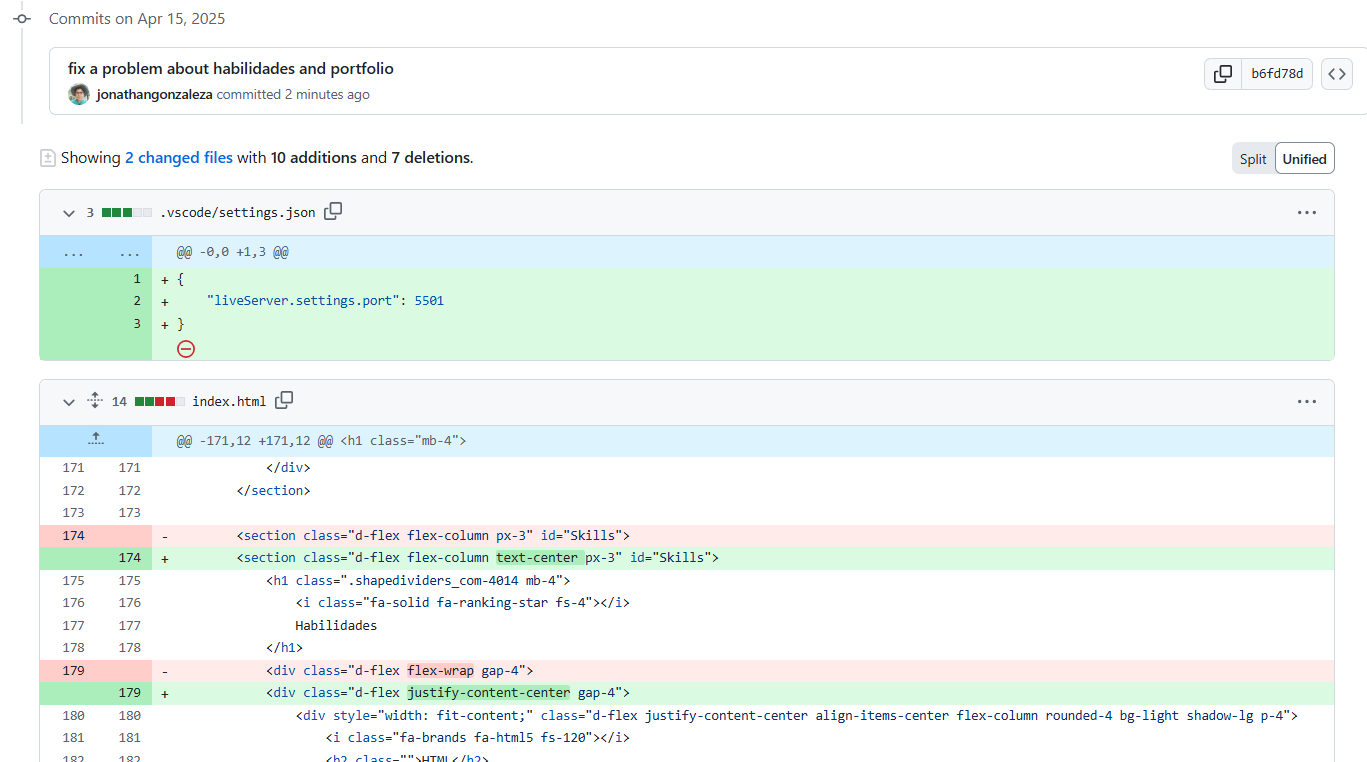 Commits on Apr 15, 2025
fix a problem about habilidades and portfolio
b6fd78d
jonathangonzaleza committed 2 minutes ago
Showing 2 changed files with 10 additions and 7 deletions.
Split Unified
3 .vscode/settings.json
... ... @@ -0,0 +1,3 @@
1 + {
2 + "liveServer.settings.port": 5501
3 + }
14 index.html
@@ -171,12 +171,12 @@ <h1 class="mb-4">
171 171 </div>
172 172 </section>
173 173
174 - <section class="d-flex flex-column px-3" id="Skills">
174 + <section class="d-flex flex-column text-center px-3" id="Skills">
175 175 <h1 class=".shapedividers_com-4014 mb-4">
176 176 <i class="fa-solid fa-ranking-star fs-4"></i>
177 177 Habilidades
178 178 </h1>
179 - <div class="d-flex flex-wrap gap-4">
179 + <div class="d-flex justify-content-center gap-4">
180 180 <div style="width: fit-content;" class="d-flex justify-content-center align-items-center flex-column rounded-4 bg-light shadow-lg p-4">
181 181 <i class="fa-brands fa-html5 fs-120"></i>
182 182 <h2 class="">HTML</h2>